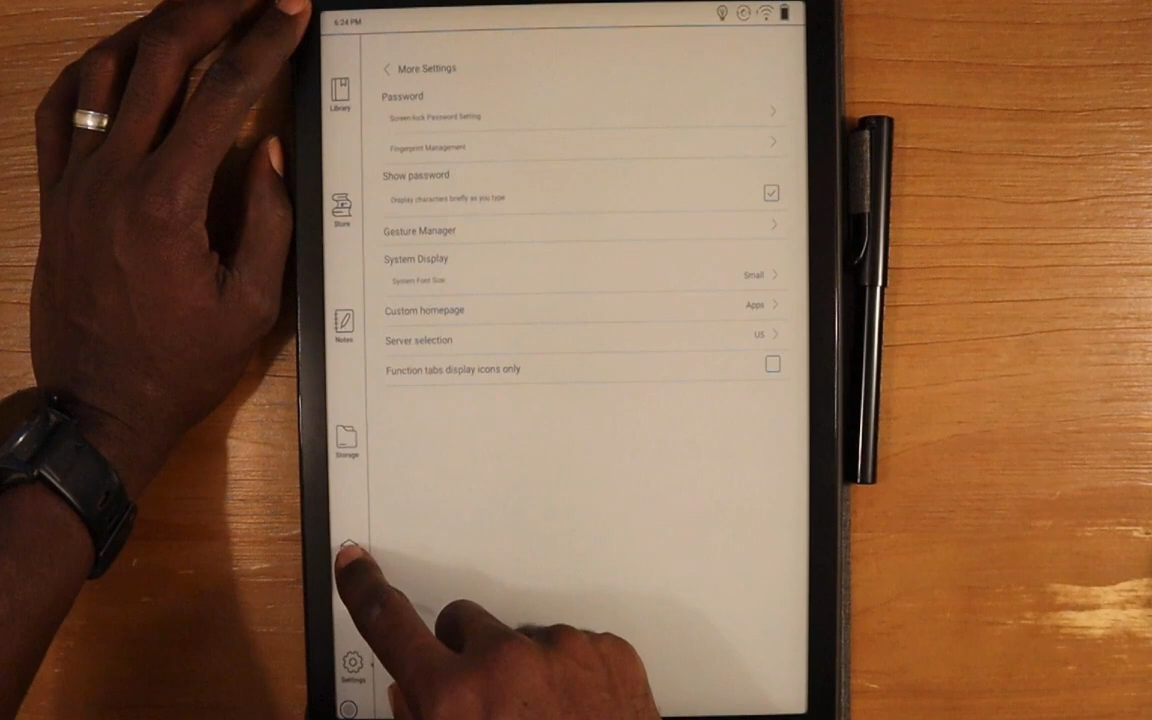 6:24 PM
More Settings
Password
Screen-lock Password Setting
Fingerprint Management
Show password
Display characters briefly as you type
Gesture Manager
System Display
System Font Size
Small
Custom homepage
Apps
Server selection
US
Function tabs display icons only
Library
Store
Notes
Storage
Settings